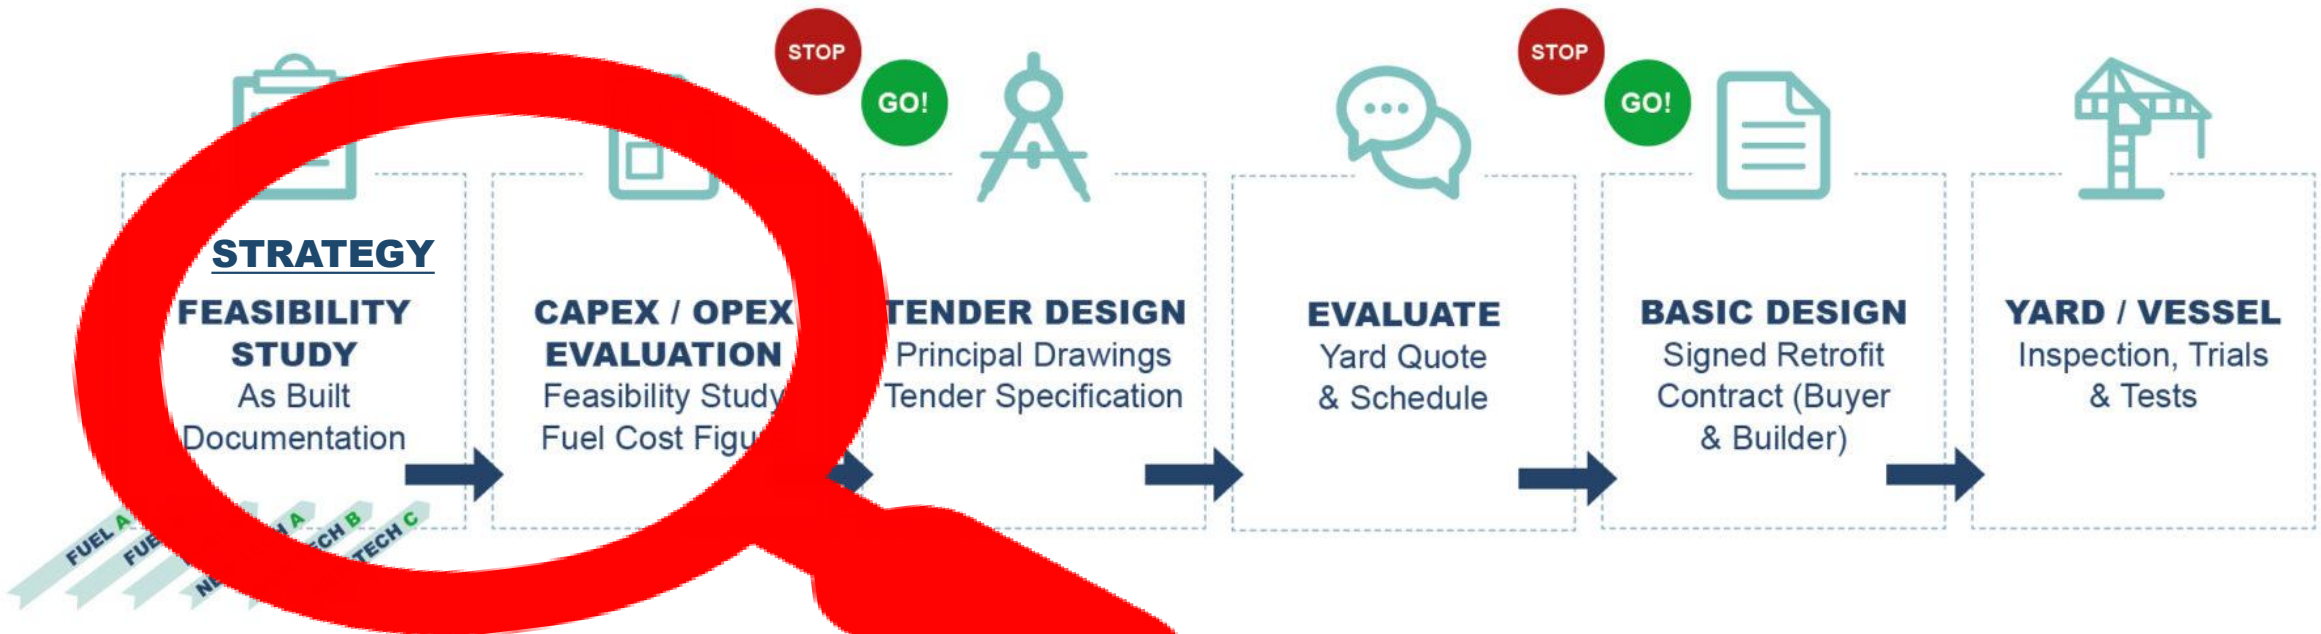 STOP
GO!
STOP
GO!
STRATEGY
FEASIBILITY
STUDY
As Built
Documentation
CAPEX / OPEX
EVALUATION
Feasibility Study
Fuel Cost
TENDER DESIGN
Principal Drawings
Tender Specification
EVALUATE
Yard Quote
& Schedule
BASIC DESIGN
Signed Retrofit
Contract (Buyer
& Builder)
YARD / VESSEL
Inspection, Trials
& Tests
FUEL A
A
B
TECH C